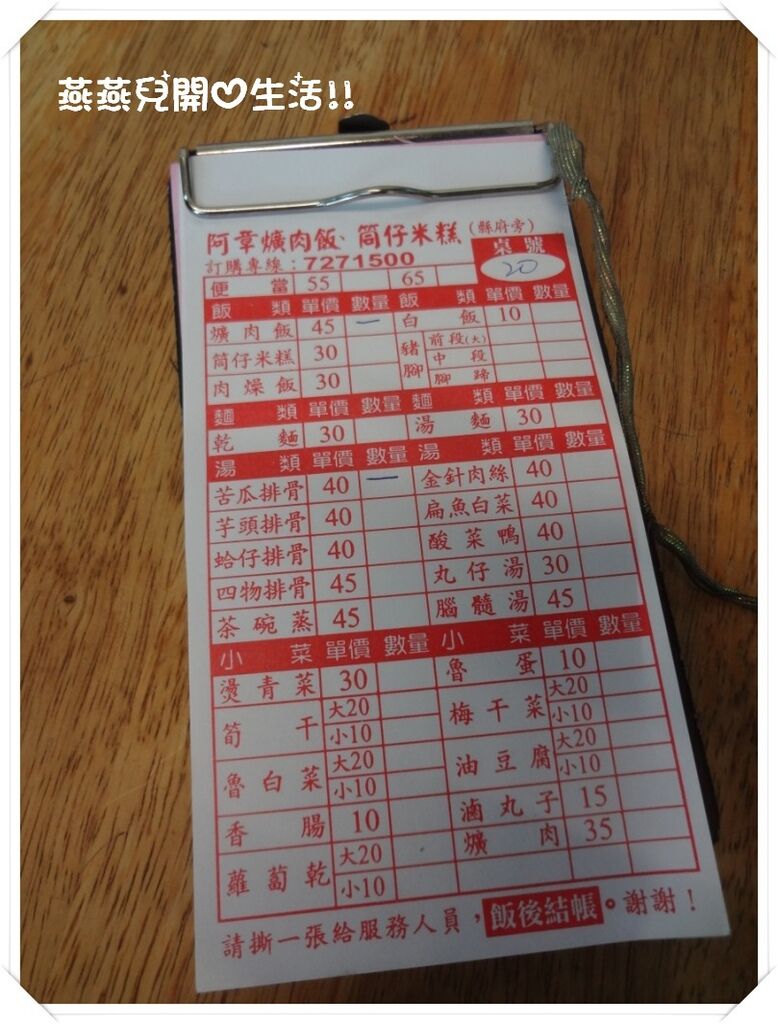 燕燕兒開♡生活!!
阿章爌肉飯、筒仔米糕(縣府旁)
訂購專線：7271500
桌號
20
便當 55 65
飯類 單價 數量 飯類 單價 數量
爌肉飯 45 一 白飯 10
筒仔米糕 30 豬腳 前段(大)
中段
肉燥飯 30 腳蹄
麵類 單價 數量 麵類 單價 數量
乾麵 30 湯麵 30
湯類 單價 數量 湯類 單價 數量
苦瓜排骨 40 一 金針肉絲 40
芋頭排骨 40 扁魚白菜 40
蛤仔排骨 40 酸菜鴨 40
四物排骨 45 丸仔湯 30
茶碗蒸 45 腦髓湯 45
小菜 單價 數量 小菜 單價 數量
燙青菜 30 魯蛋 10
筍干 大20 梅干菜 大20
小10 小10
魯白菜 大20 油豆腐 大20
小10 小10
香腸 10 滷丸子 15
蘿蔔乾 大20 爌肉 35
小10
請撕一張給服務人員，飯後結帳。謝謝！